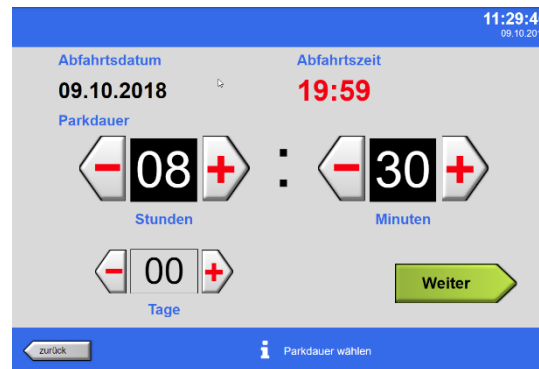 11:29:4
09.10.201
Abfahrtsdatum
Abfahrtszeit
09.10.2018
19:59
Parkdauer
- 08 + : - 30 +
Stunden
Minuten
- 00 +
Weiter
Tage
zurück
i Parkdauer wählen